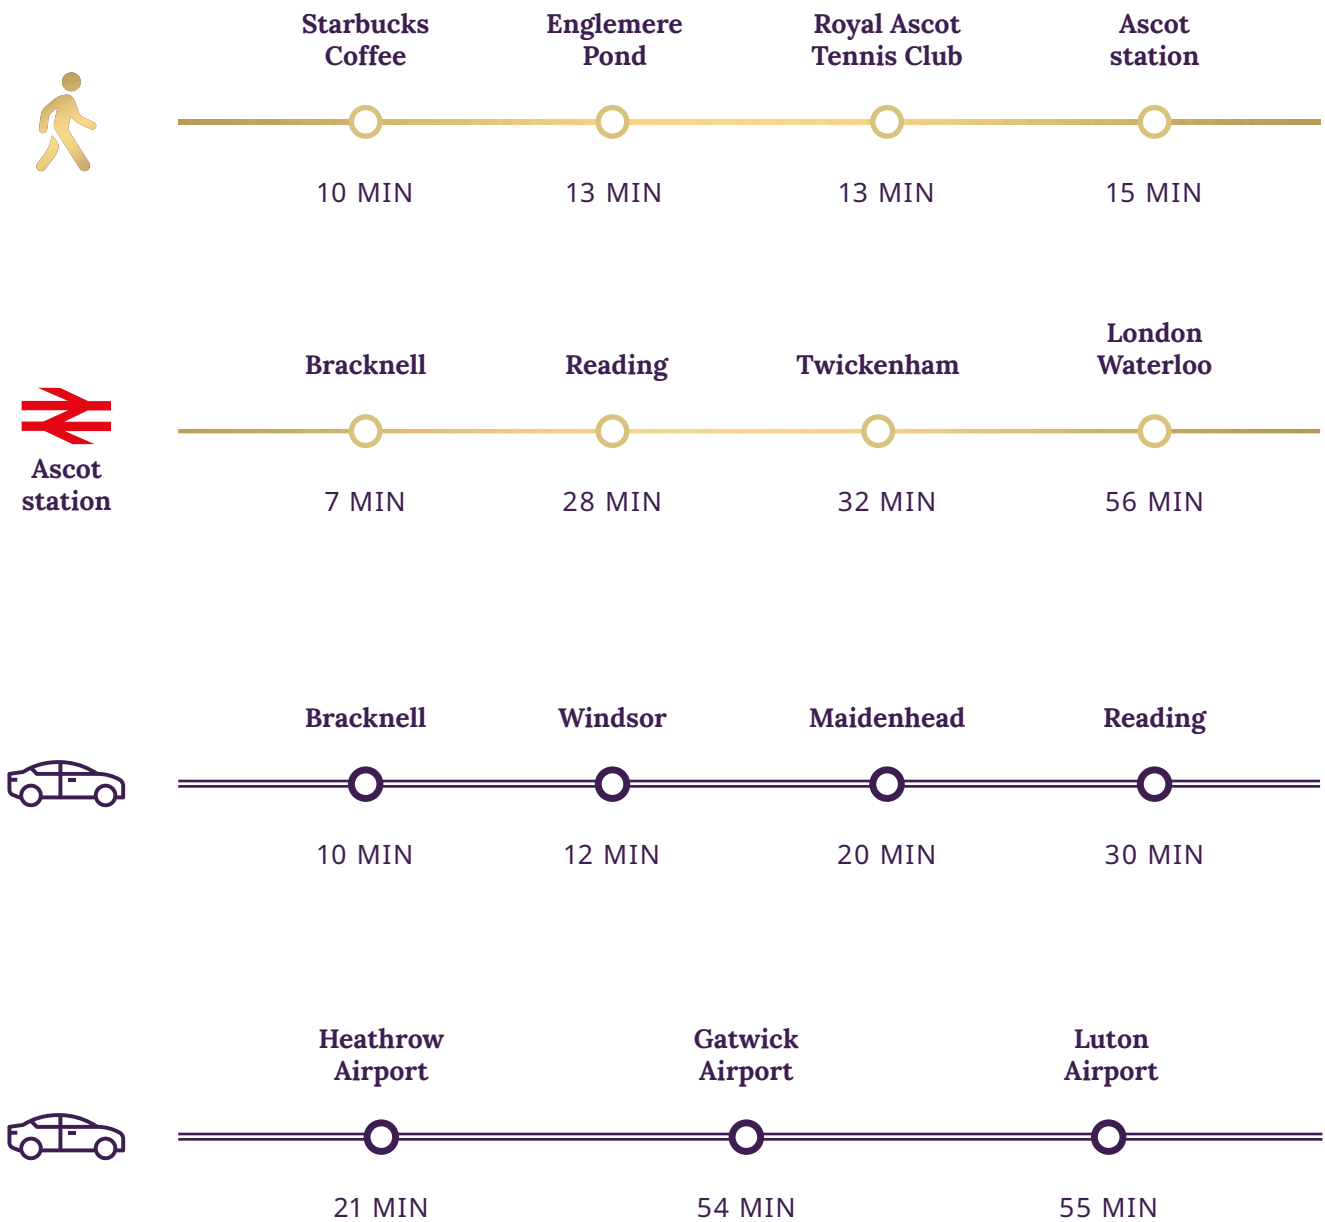 Starbucks
Coffee
Englemere
Pond
Royal Ascot
Tennis Club
Ascot
station
10 MIN
13 MIN
13 MIN
15 MIN
Bracknell
Reading
Twickenham
London
Waterloo
Ascot
station
7 MIN
28 MIN
32 MIN
56 MIN
Bracknell
Windsor
Maidenhead
Reading
10 MIN
12 MIN
20 MIN
30 MIN
Heathrow
Airport
Gatwick
Airport
Luton
Airport
21 MIN
54 MIN
55 MIN